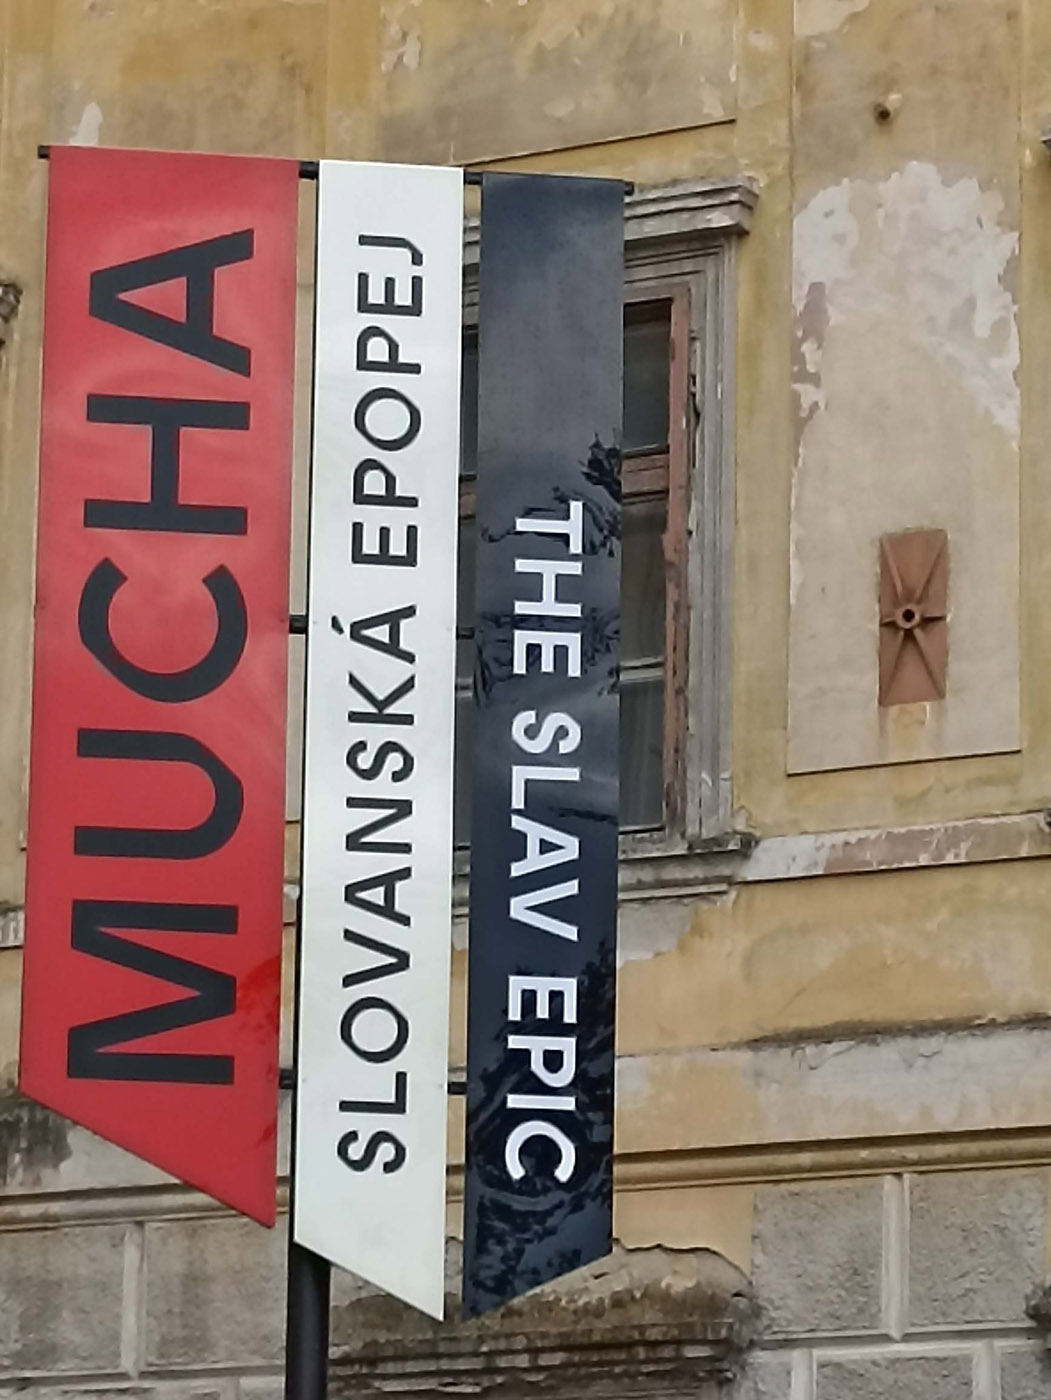 MUCHA
SLOVANSKÁ EPOPEJ
THE SLAV EPIC